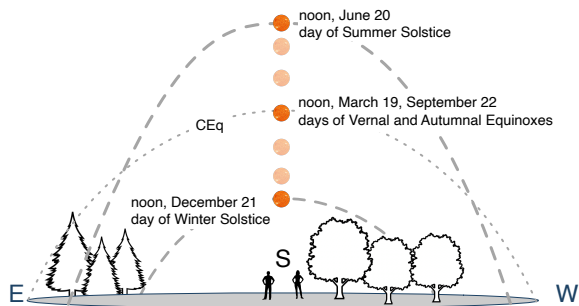 noon, June 20
day of Summer Solstice
noon, March 19, September 22
days of Vernal and Autumnal Equinoxes
CEq
noon, December 21
day of Winter Solstice
S
E
W